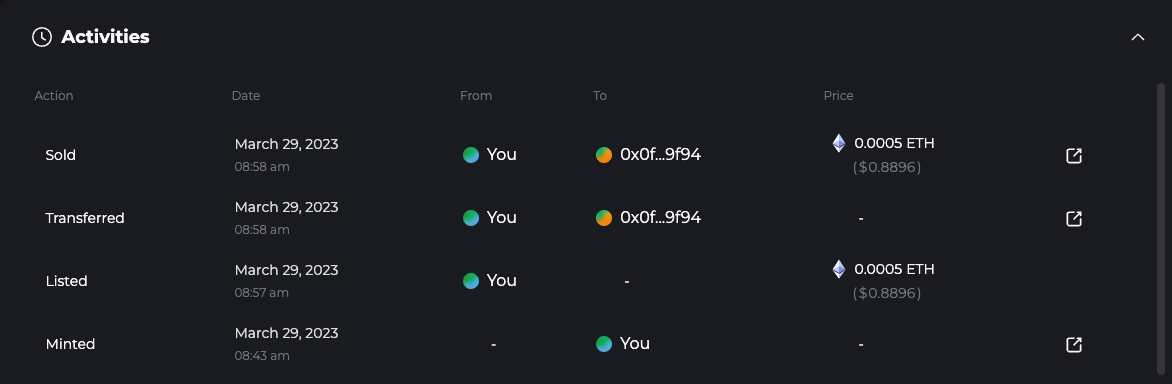 Activities
Action Date From To Price
Sold March 29, 2023 08:58 am You 0x0f...9f94 0.0005 ETH ($0.8896)
Transferred March 29, 2023 08:58 am You 0x0f...9f94 -
Listed March 29, 2023 08:57 am You - 0.0005 ETH ($0.8896)
Minted March 29, 2023 08:43 am - You -